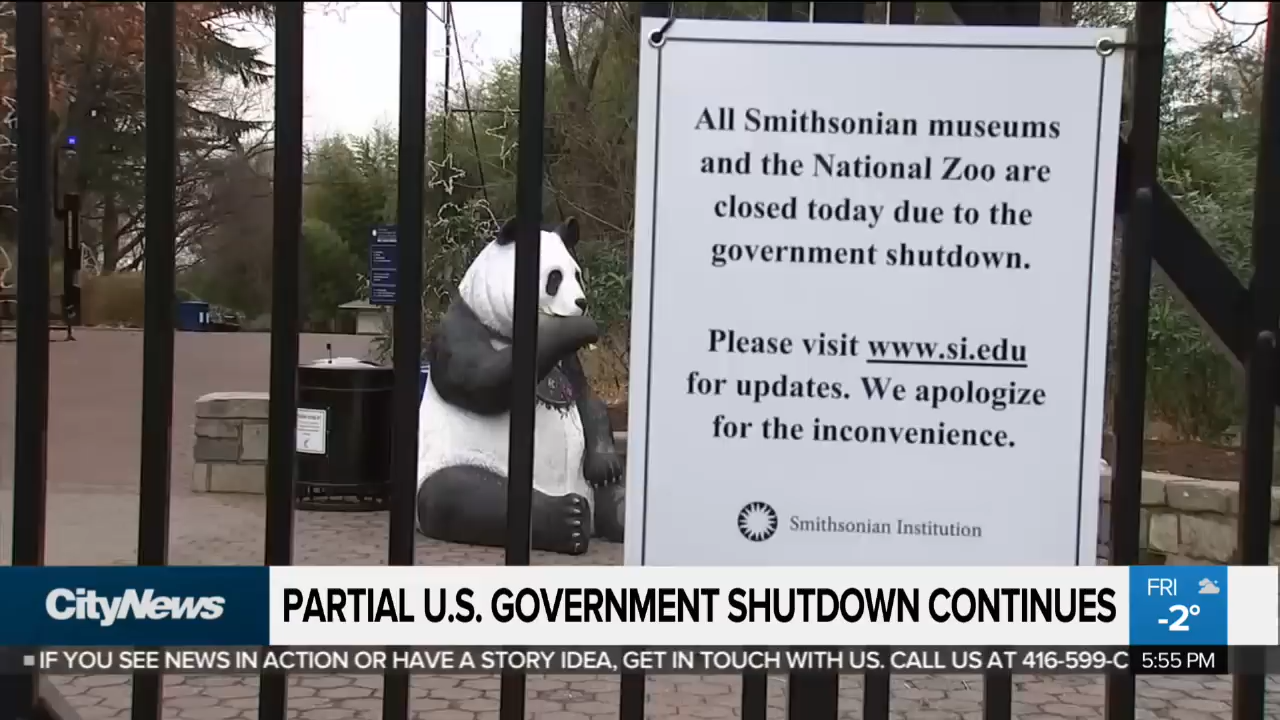 All Smithsonian museums
and the National Zoo are
closed today due to the
government shutdown.
Please visit www.si.edu
for updates. We apologize
for the inconvenience.
Smithsonian Institution
CityNews
PARTIAL U.S. GOVERNMENT SHUTDOWN CONTINUES
FRI
-2°
IF YOU SEE NEWS IN ACTION OR HAVE A STORY IDEA, GET IN TOUCH WITH US. CALL US AT 416-599-C
5:55 PM